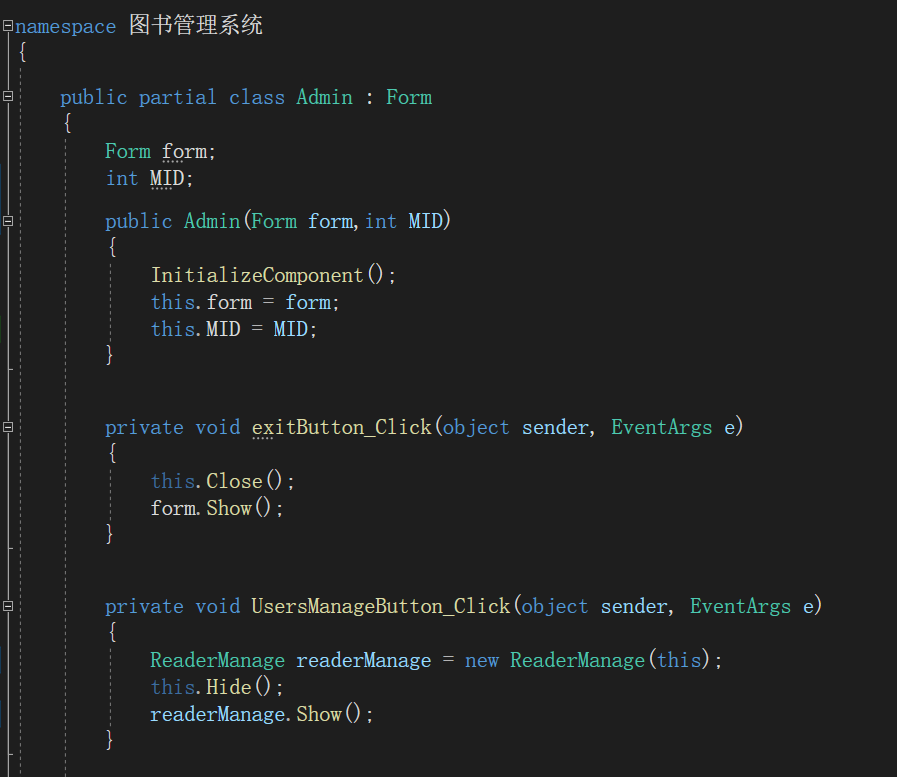 namespace 图书管理系统
{
public partial class Admin : Form
{
Form form;
int MID;
public Admin(Form form,int MID)
{
InitializeComponent();
this.form = form;
this.MID = MID;
}
private void exitButton_Click(object sender, EventArgs e)
{
this.Close();
form.Show();
}
private void UsersManageButton_Click(object sender, EventArgs e)
{
ReaderManage readerManage = new ReaderManage(this);
this.Hide();
readerManage.Show();
}